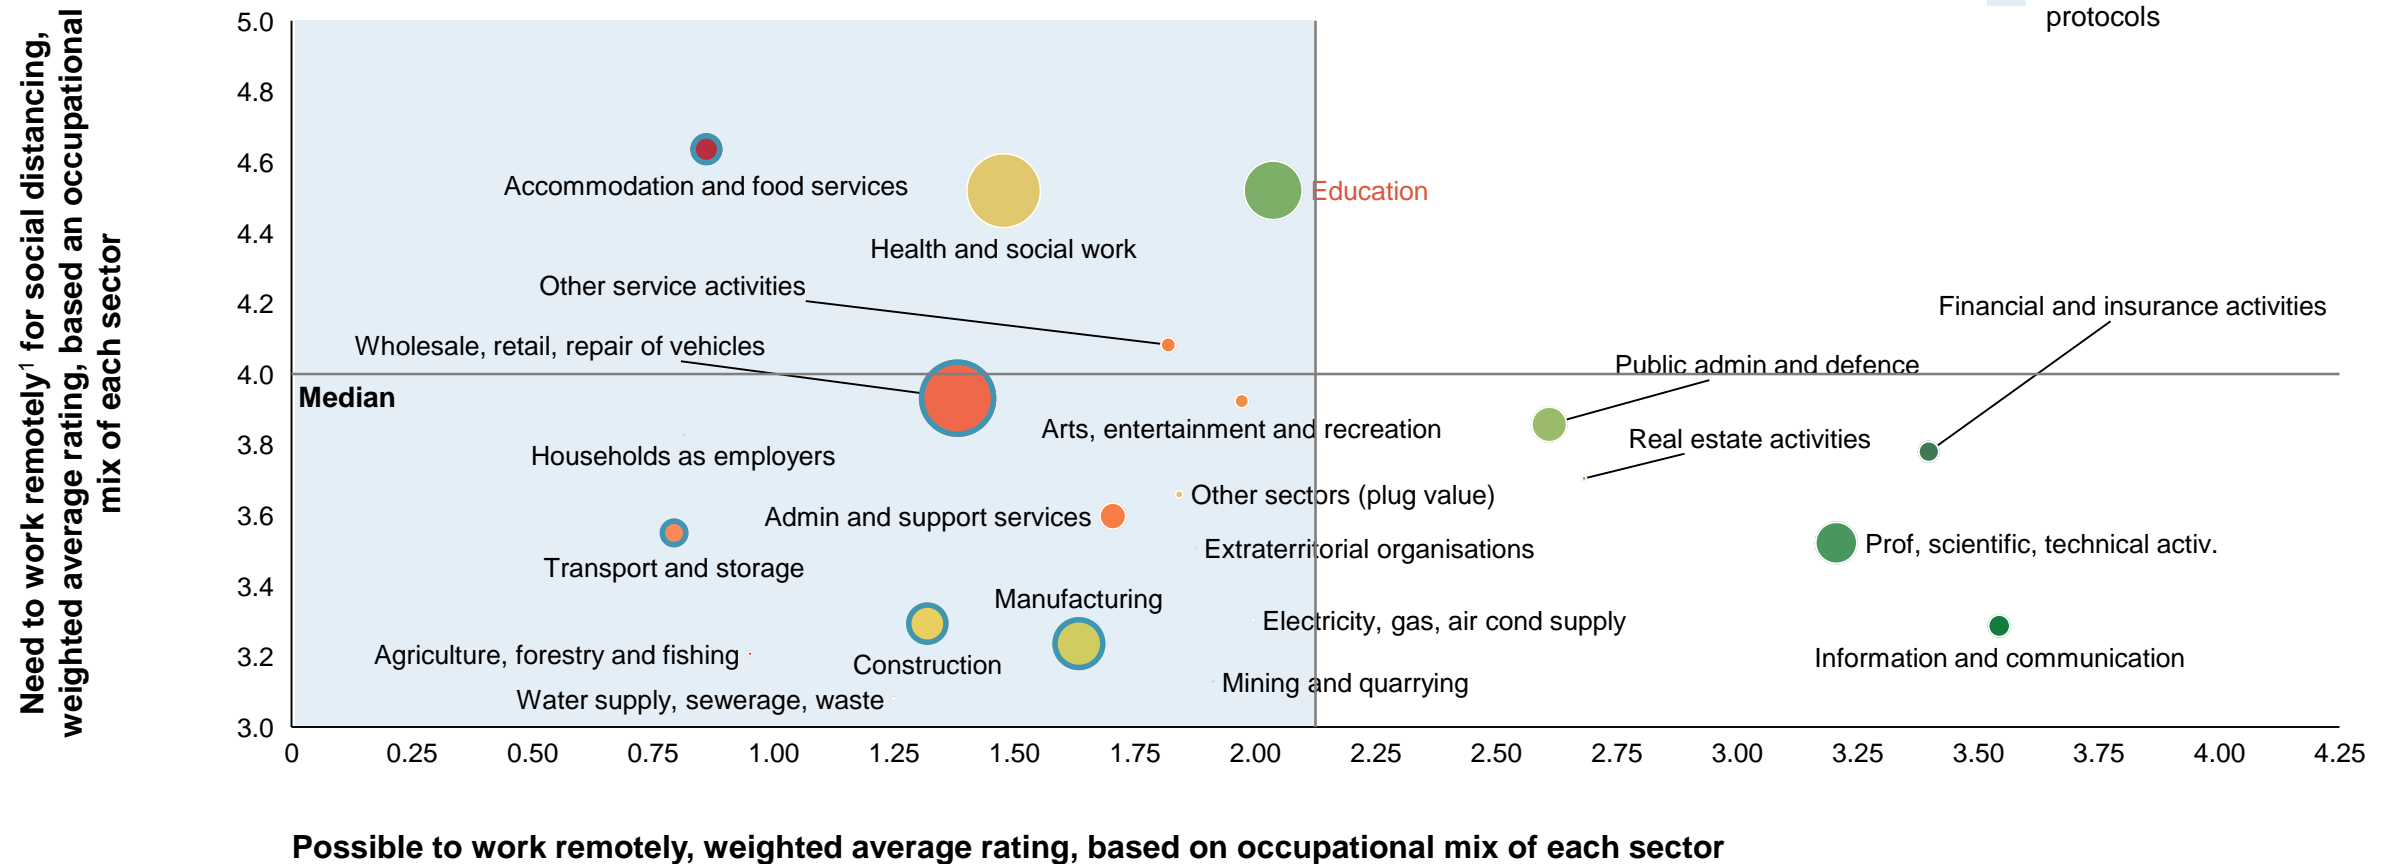 protocols
Need to work remotely¹ for social distancing,
weighted average rating, based an occupational
mix of each sector
5.0
4.8
4.6
4.4
4.2
4.0
3.8
3.6
3.4
3.2
3.0
Accommodation and food services
Education
Health and social work
Other service activities
Financial and insurance activities
Wholesale, retail, repair of vehicles
Public admin and defence
Median
Arts, entertainment and recreation
Real estate activities
Households as employers
Other sectors (plug value)
Admin and support services
Prof, scientific, technical activ.
Extraterritorial organisations
Transport and storage
Manufacturing
Electricity, gas, air cond supply
Agriculture, forestry and fishing
Construction
Information and communication
Mining and quarrying
Water supply, sewerage, waste
0 0.25 0.50 0.75 1.00 1.25 1.50 1.75 2.00 2.25 2.50 2.75 3.00 3.25 3.50 3.75 4.00 4.25
Possible to work remotely, weighted average rating, based on occupational mix of each sector